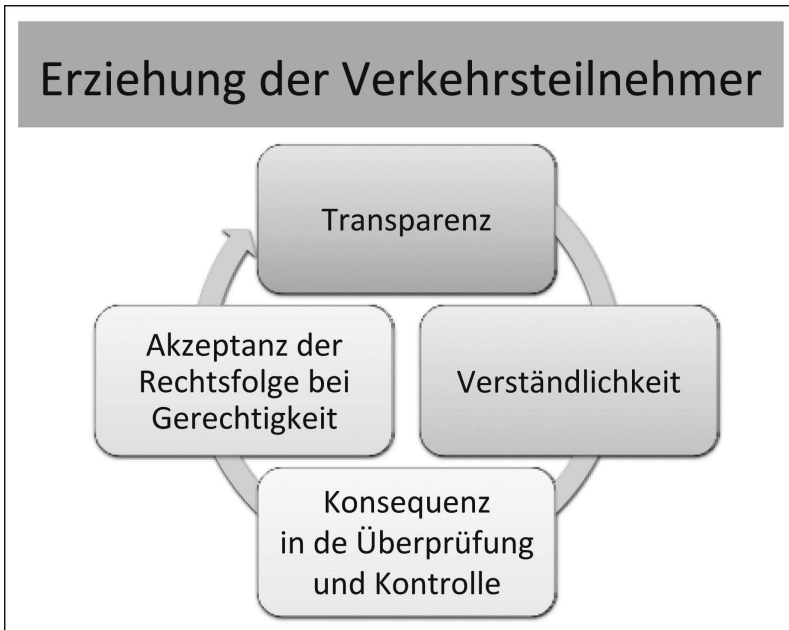 Erziehung der Verkehrsteilnehmer
Transparenz
Verständlichkeit
Konsequenz
in de Überprüfung
und Kontrolle
Akzeptanz der
Rechtsfolge bei
Gerechtigkeit